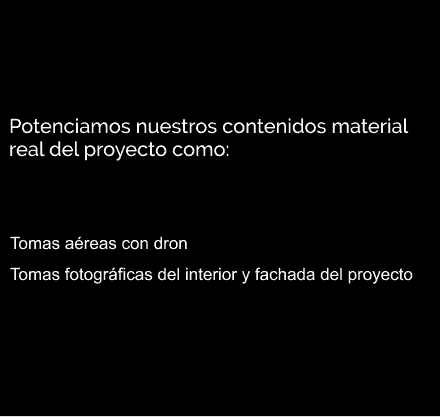 Potenciamos nuestros contenidos material
real del proyecto como:
Tomas aéreas con dron
Tomas fotográficas del interior y fachada del proyecto